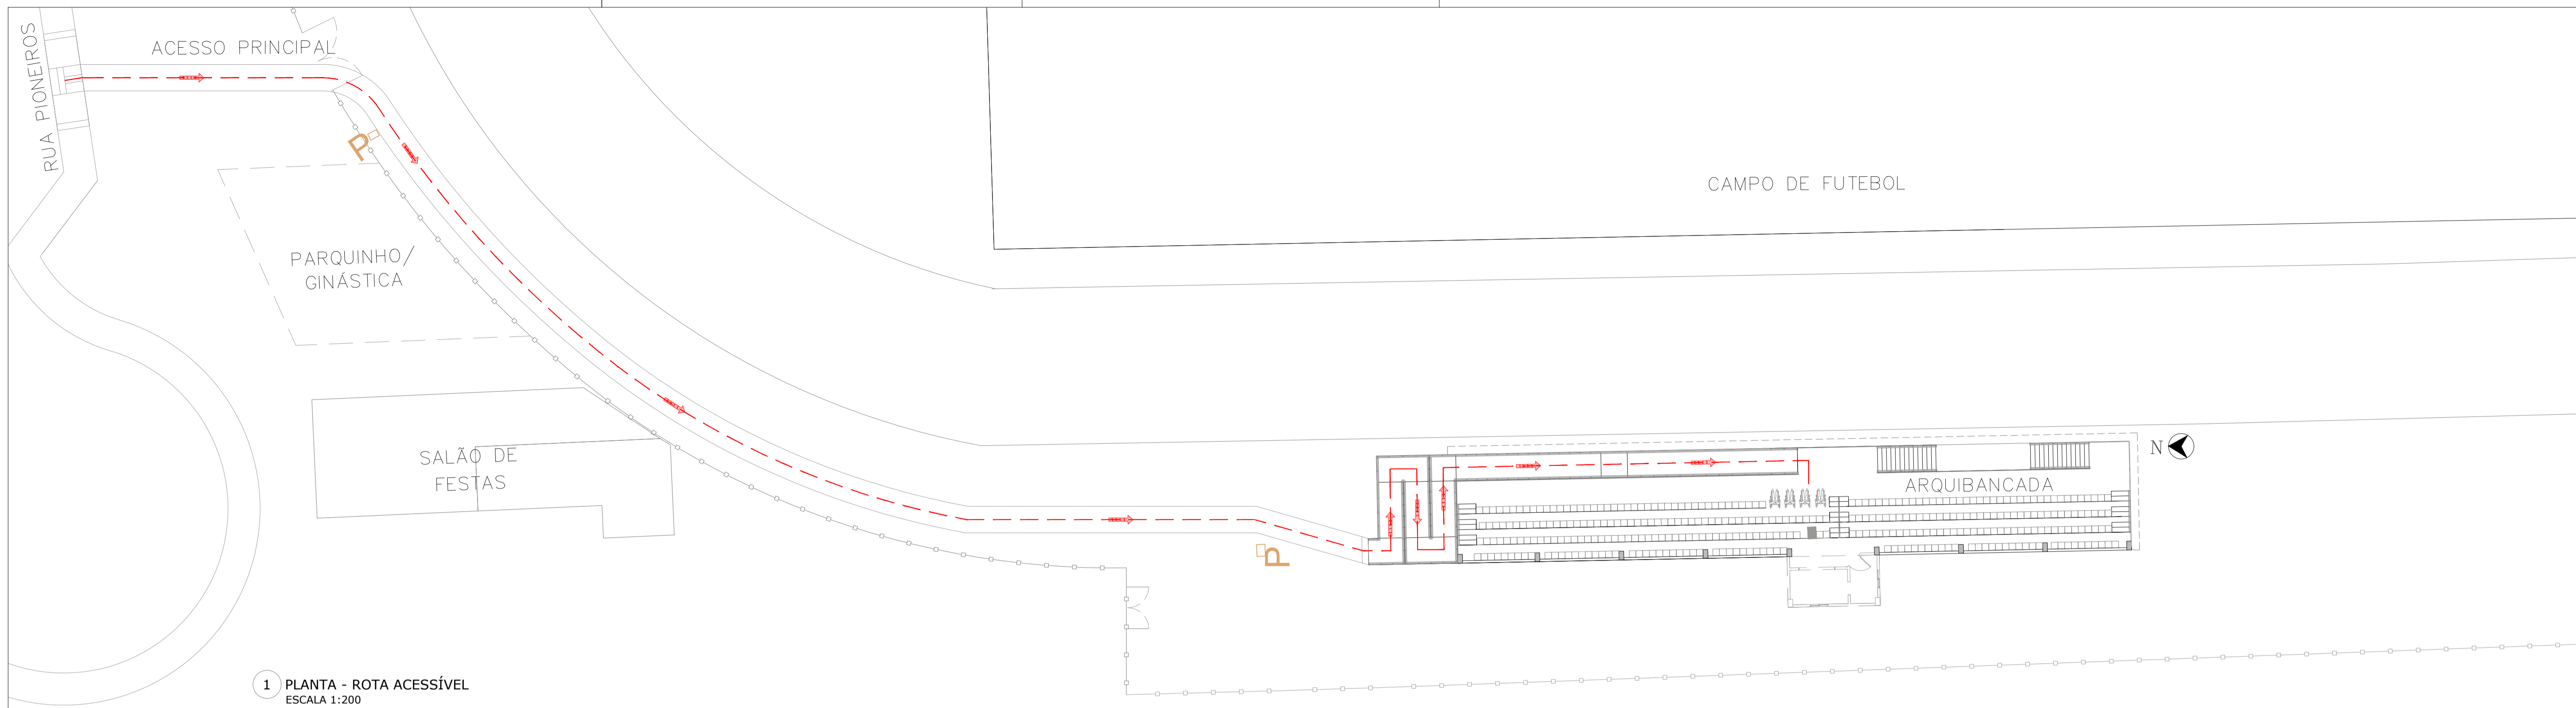 RUA PIONEIROS
ACESSO PRINCIPAL
P
CAMPO DE FUTEBOL
PARQUINHO/
GINÁSTICA
SALÃO DE
FESTAS
N
ARQUIBANCADA
P
1 PLANTA - ROTA ACESSÍVEL
ESCALA 1:200